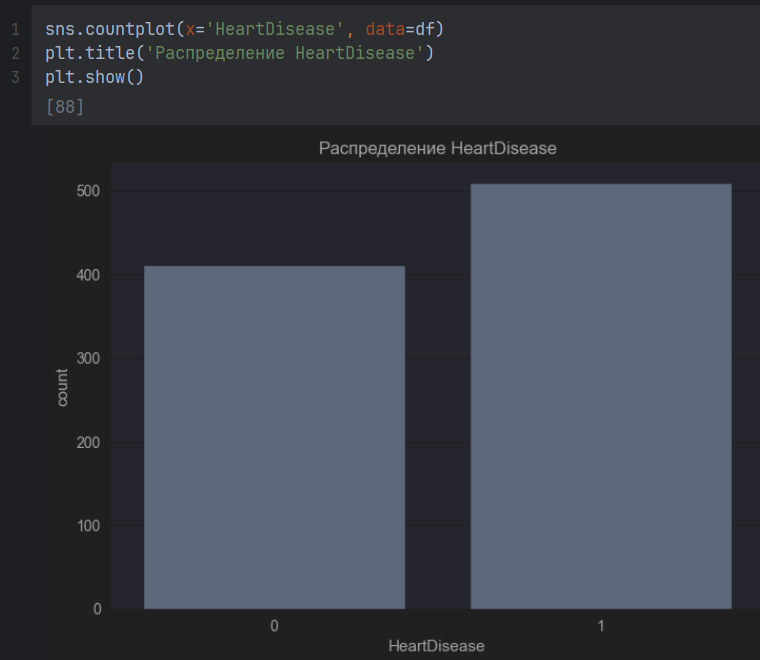 1 sns.countplot(x='HeartDisease', data=df)
2 plt.title('Распределение HeartDisease')
3 plt.show()
[88]
Распределение HeartDisease
500
400
300
200
100
0
count
0 1
HeartDisease